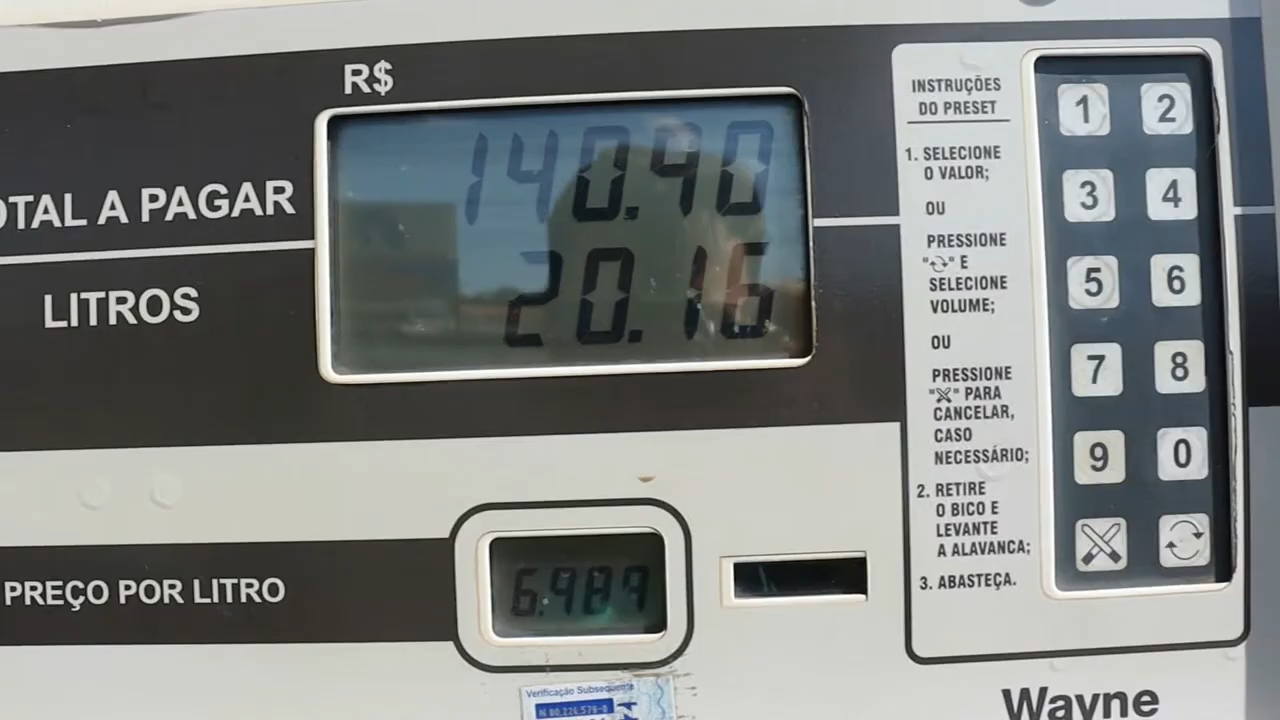 R$
OTAL A PAGAR
140.90
LITROS
20.16
PREÇO POR LITRO
6.989
INSTRUÇÕES
DO PRESET
1. SELECIONE
O VALOR;
OU
PRESSIONE
" " E
SELECIONE
VOLUME;
OU
PRESSIONE
" " PARA
CANCELAR,
CASO
NECESSÁRIO;
2. RETIRE
O BICO E
LEVANTE
A ALAVANCA;
3. ABASTEÇA.
1 2
3 4
5 6
7 8
9 0
Verificação Subsequente
Wayne